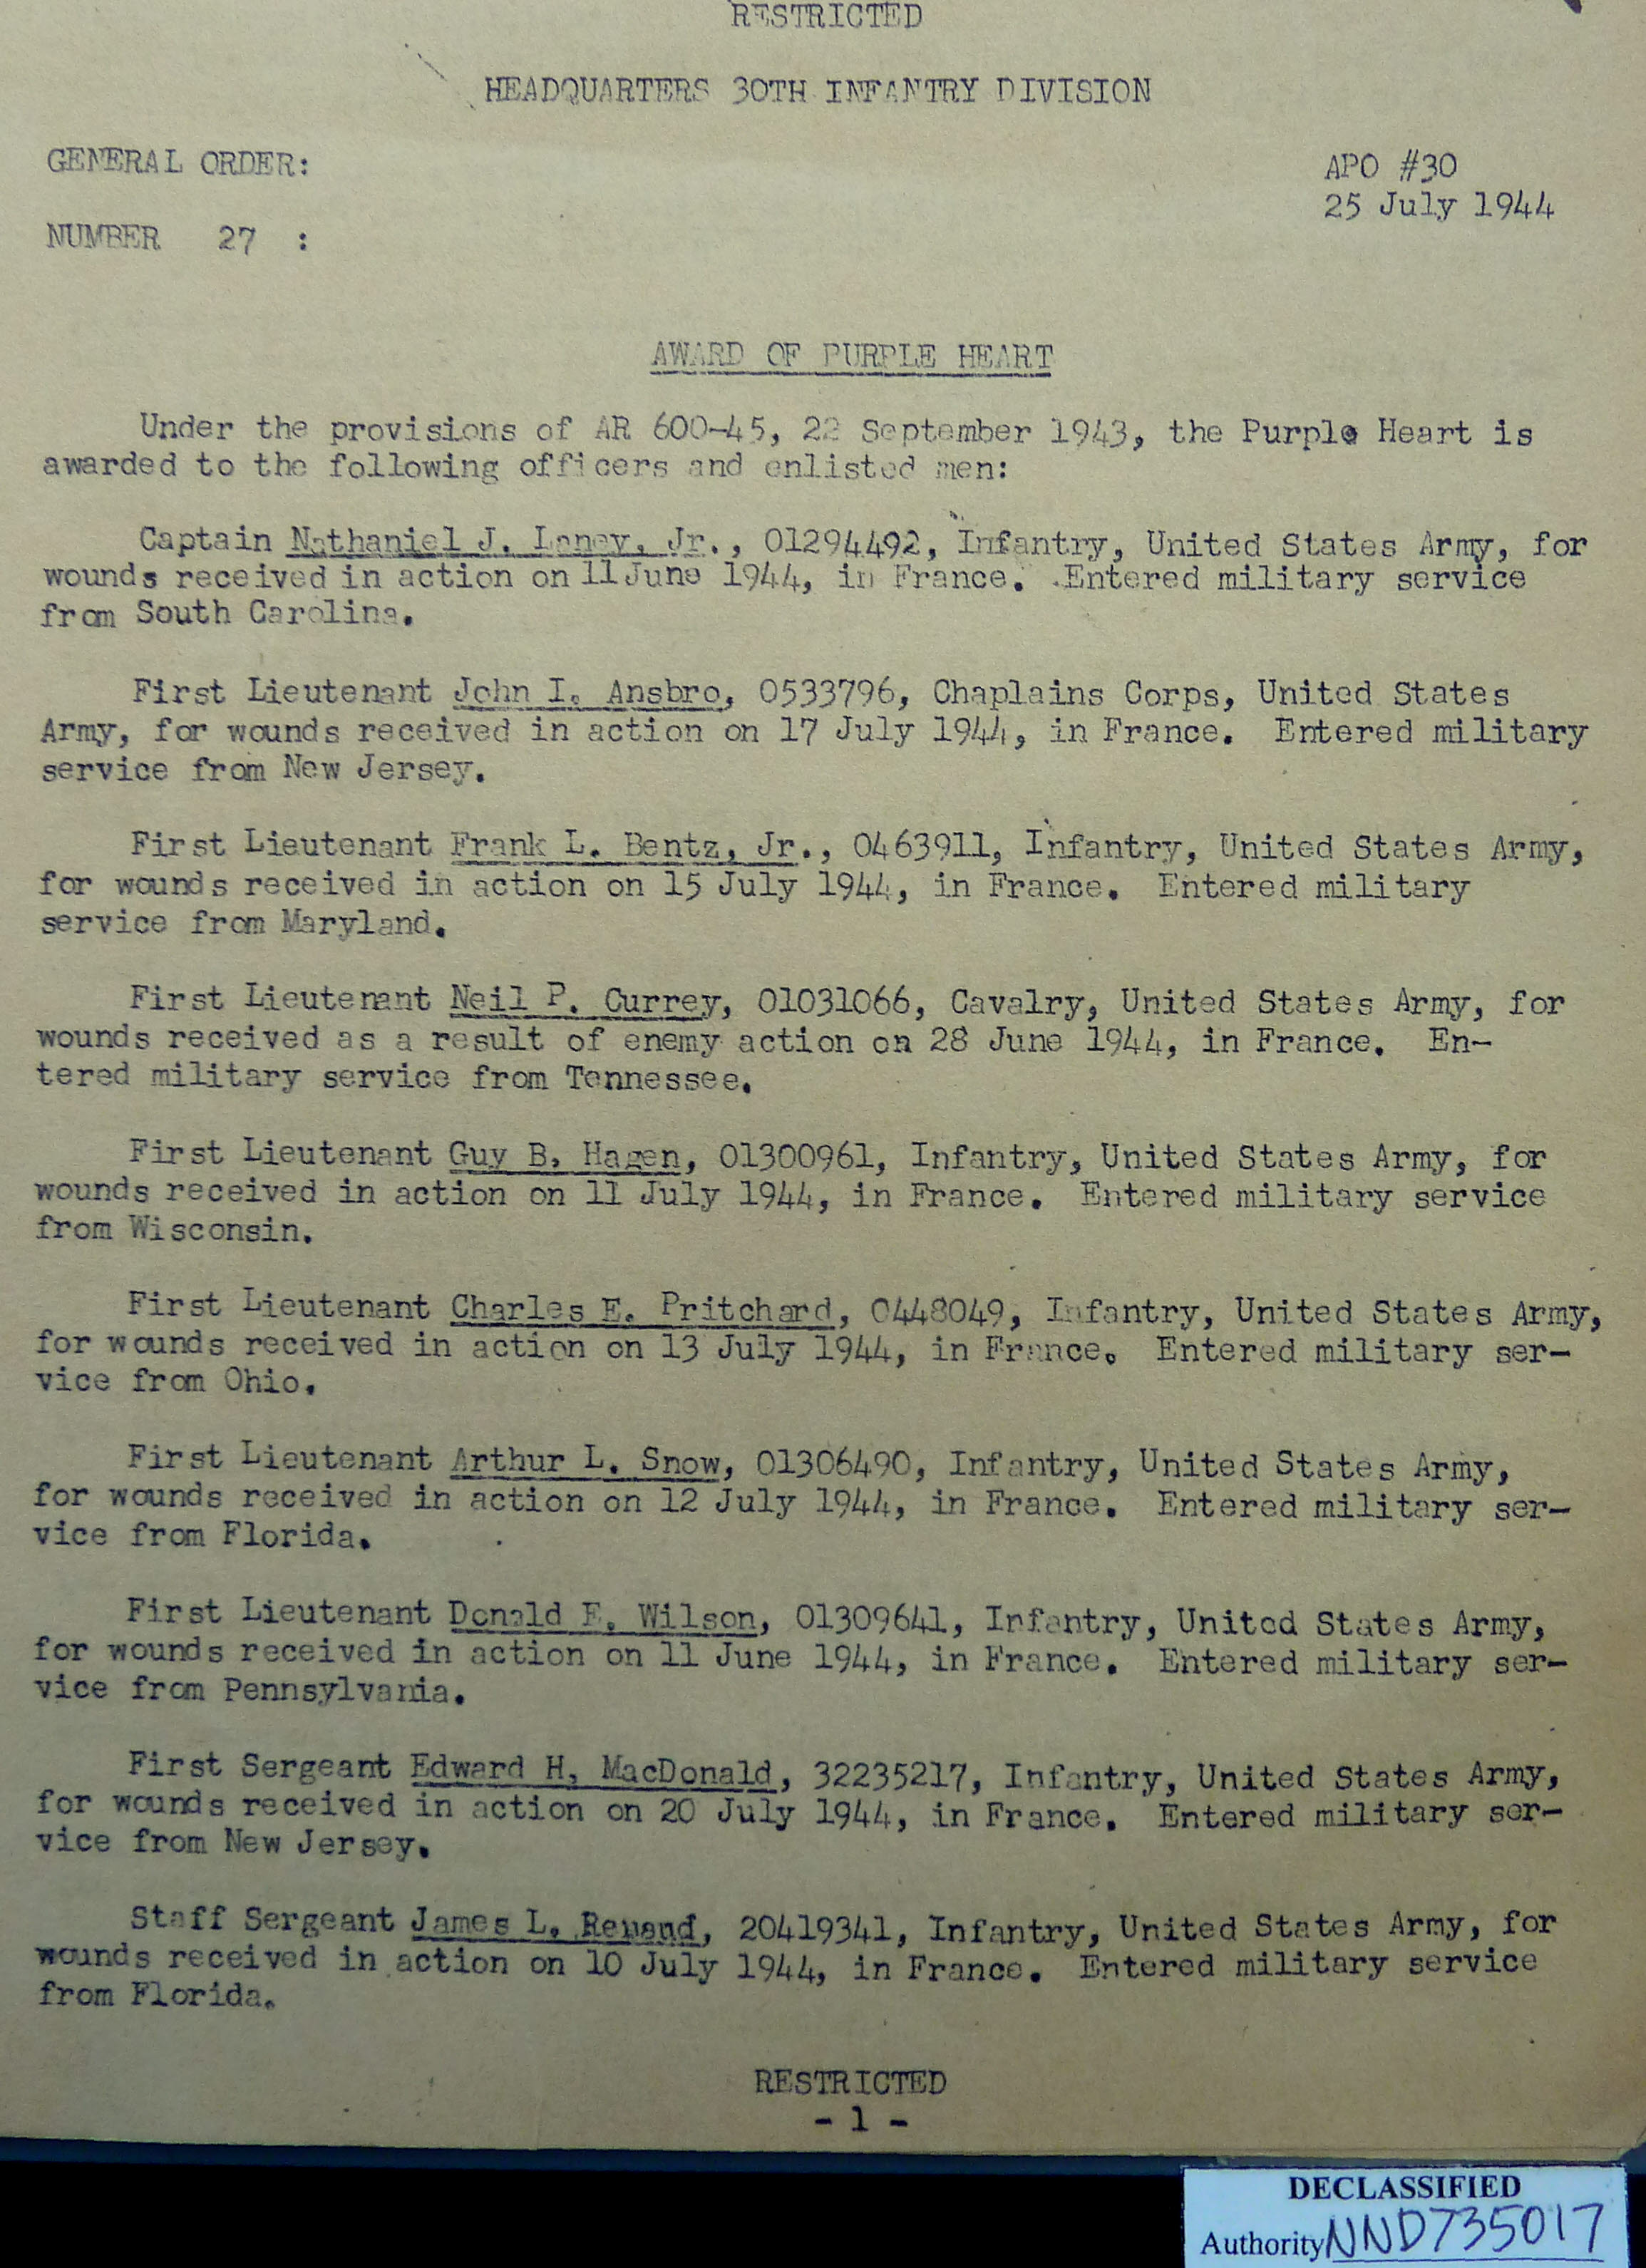 RESTRICTED
HEADQUARTERS 30TH INFANTRY DIVISION
GENERAL ORDER:
APO #30
25 July 1944
NUMBER 27 :
AWARD OF PURPLE HEART
Under the provisions of AR 600-45, 22 September 1943, the Purple Heart is
awarded to the following officers and enlisted men:
Captain Nathaniel J. Laney, Jr., 01294492, Infantry, United States Army, for
wounds received in action on 11 June 1944, in France. Entered military service
from South Carolina.
First Lieutenant John I. Ansbro, 0533796, Chaplains Corps, United States
Army, for wounds received in action on 17 July 1944, in France. Entered military
service from New Jersey.
First Lieutenant Frank L. Bentz, Jr., 0463911, Infantry, United States Army,
for wounds received in action on 15 July 1944, in France. Entered military
service from Maryland.
First Lieutenant Neil P. Currey, 01031066, Cavalry, United States Army, for
wounds received as a result of enemy action on 28 June 1944, in France. En-
tered military service from Tennessee.
First Lieutenant Guy B. Hagen, 01300961, Infantry, United States Army, for
wounds received in action on 11 July 1944, in France. Entered military service
from Wisconsin.
First Lieutenant Charles E. Pritchard, 0448049, Infantry, United States Army,
for wounds received in action on 13 July 1944, in France. Entered military ser-
vice from Ohio.
First Lieutenant Arthur L. Snow, 01306490, Infantry, United States Army,
for wounds received in action on 12 July 1944, in France. Entered military ser-
vice from Florida.
First Lieutenant Donald Wilson, 01309641, Infantry, United States Army,
for wounds received in action on 11 June 1944, in France. Entered military ser-
vice from Pennsylvania.
First Sergeant Edward H. MacDonald, 32235217, Infantry, United States Army,
for wounds received in action on 20 July 1944, in France. Entered military ser-
vice from New Jersey.
Staff Sergeant James L. 20419341, Infantry, United States Army, for
wounds received in action on 10 July 1944, in France. Entered military service
from Florida.
RESTRICTED
- 1 -
DECLASSIFIED
Authority NND735017